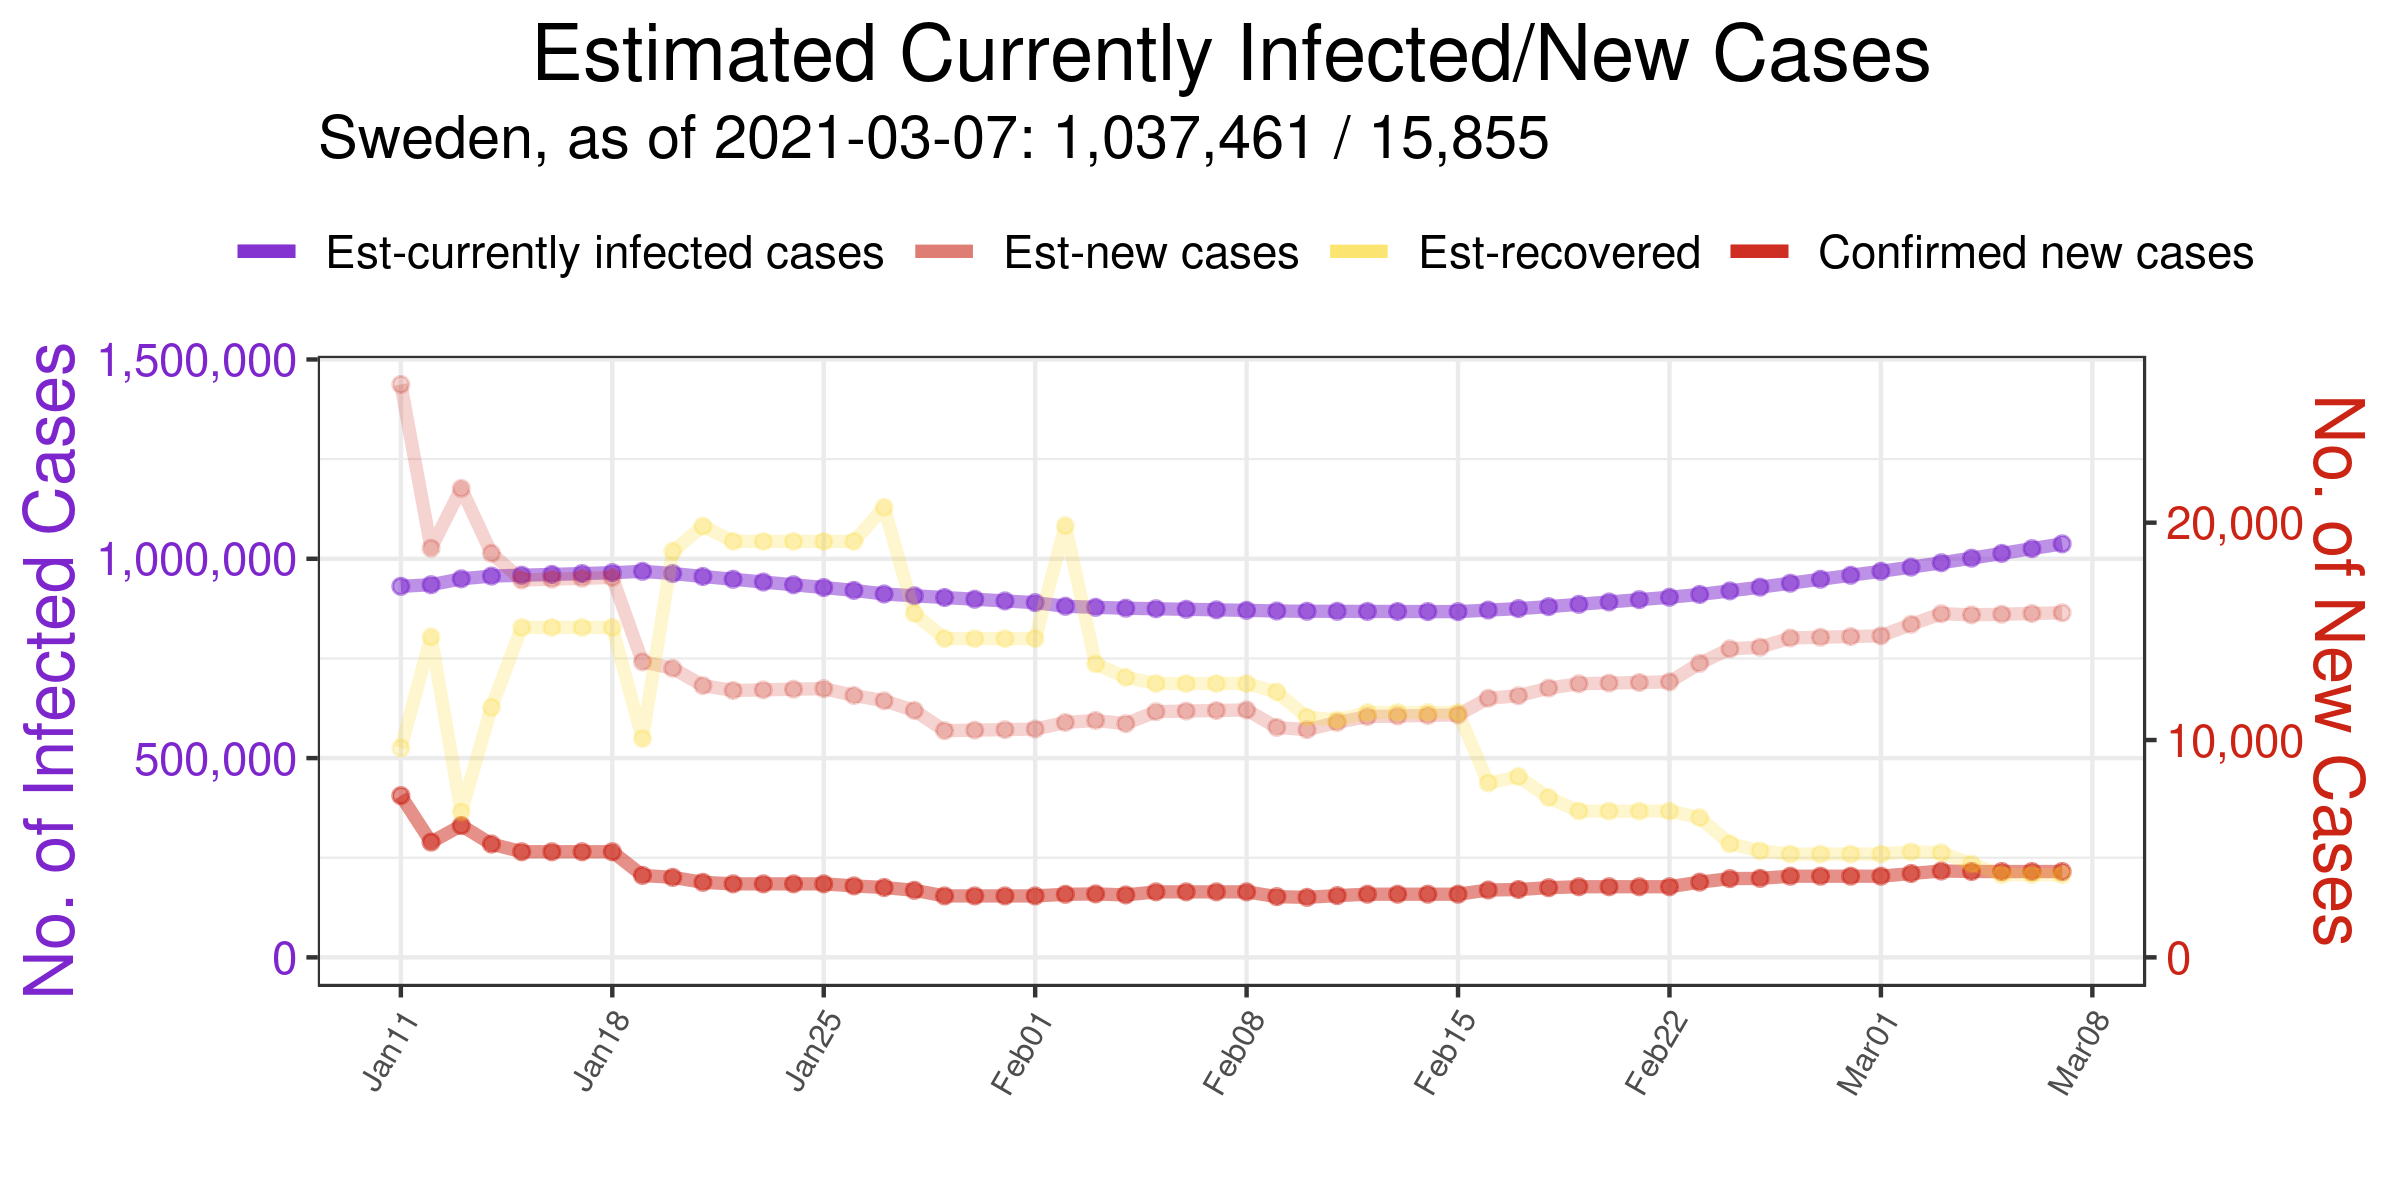 Estimated Currently Infected/New Cases
Sweden, as of 2021-03-07: 1,037,461 / 15,855
Est-currently infected cases Est-new cases Est-recovered Confirmed new cases
No. of Infected Cases
1,500,000
1,000,000
500,000
0
20,000
10,000
0
No. of New Cases
Jan11 Jan18 Jan25 Feb01 Feb08 Feb15 Feb22 Mar01 Mar08